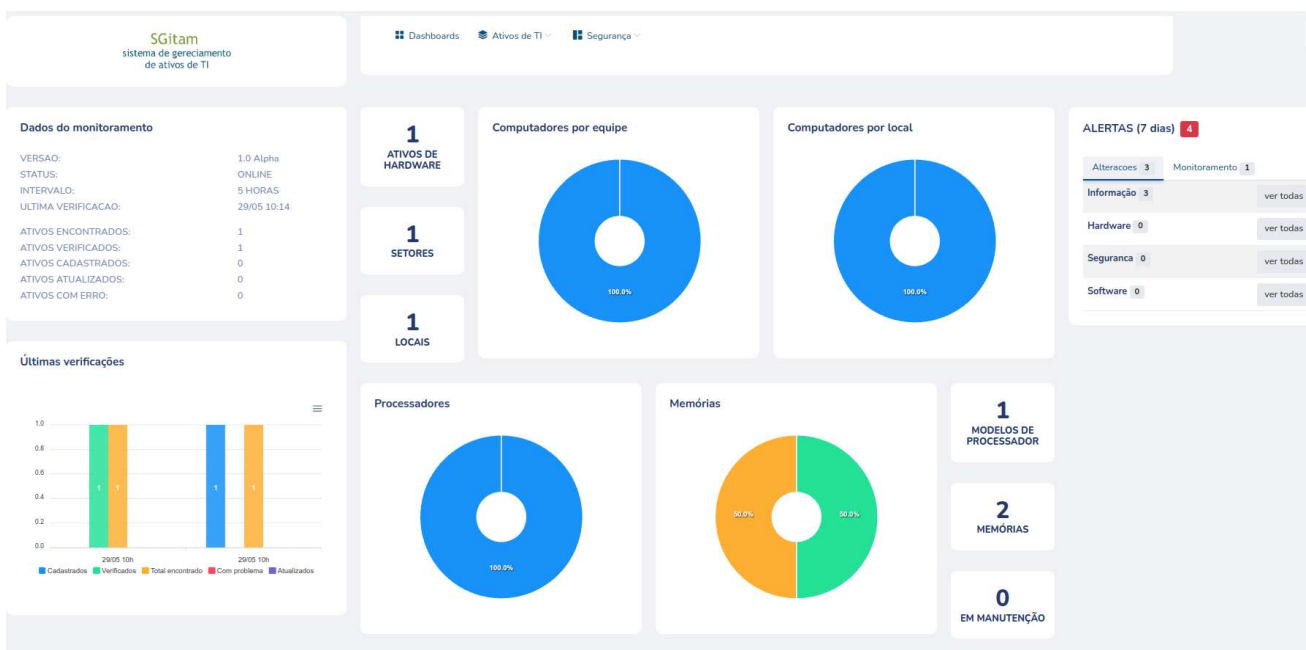 SGitam
sistema de gereciamento
de ativos de TI
Dashboards
Ativos de TI
Segurança
Dados do monitoramento
VERSAO: 1.0 Alpha
STATUS: ONLINE
INTERVALO: 5 HORAS
ULTIMA VERIFICACAO: 29/05 10:14
ATIVOS ENCONTRADOS: 1
ATIVOS VERIFICADOS: 1
ATIVOS CADASTRADOS: 0
ATIVOS ATUALIZADOS: 0
ATIVOS COM ERRO: 0
1
ATIVOS DE
HARDWARE
1
SETORES
1
LOCAIS
Computadores por equipe
100.0%
Computadores por local
100.0%
ALERTAS (7 dias) 4
Alteracoes 3 Monitoramento 1
Informação 3 ver todas
Hardware 0 ver todas
Seguranca 0 ver todas
Software 0 ver todas
Últimas verificações
1.0
0.8
0.6
0.4
0.2
0.0
1 1 1 1
29/05 10h 29/05 10h
Cadastrados Verificados Total encontrado Com problema Atualizados
Processadores
100.0%
Memórias
50.0% 50.0%
1
MODELOS DE
PROCESSADOR
2
MEMÓRIAS
0
EM MANUTENÇÃO